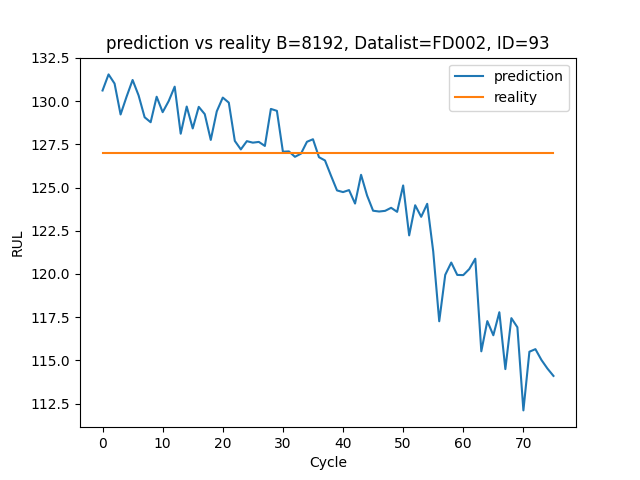 prediction vs reality B=8192, Datalist=FD002, ID=93
132.5
130.0
127.5
125.0
122.5
120.0
117.5
115.0
112.5
RUL
prediction
reality
0 10 20 30 40 50 60 70
Cycle